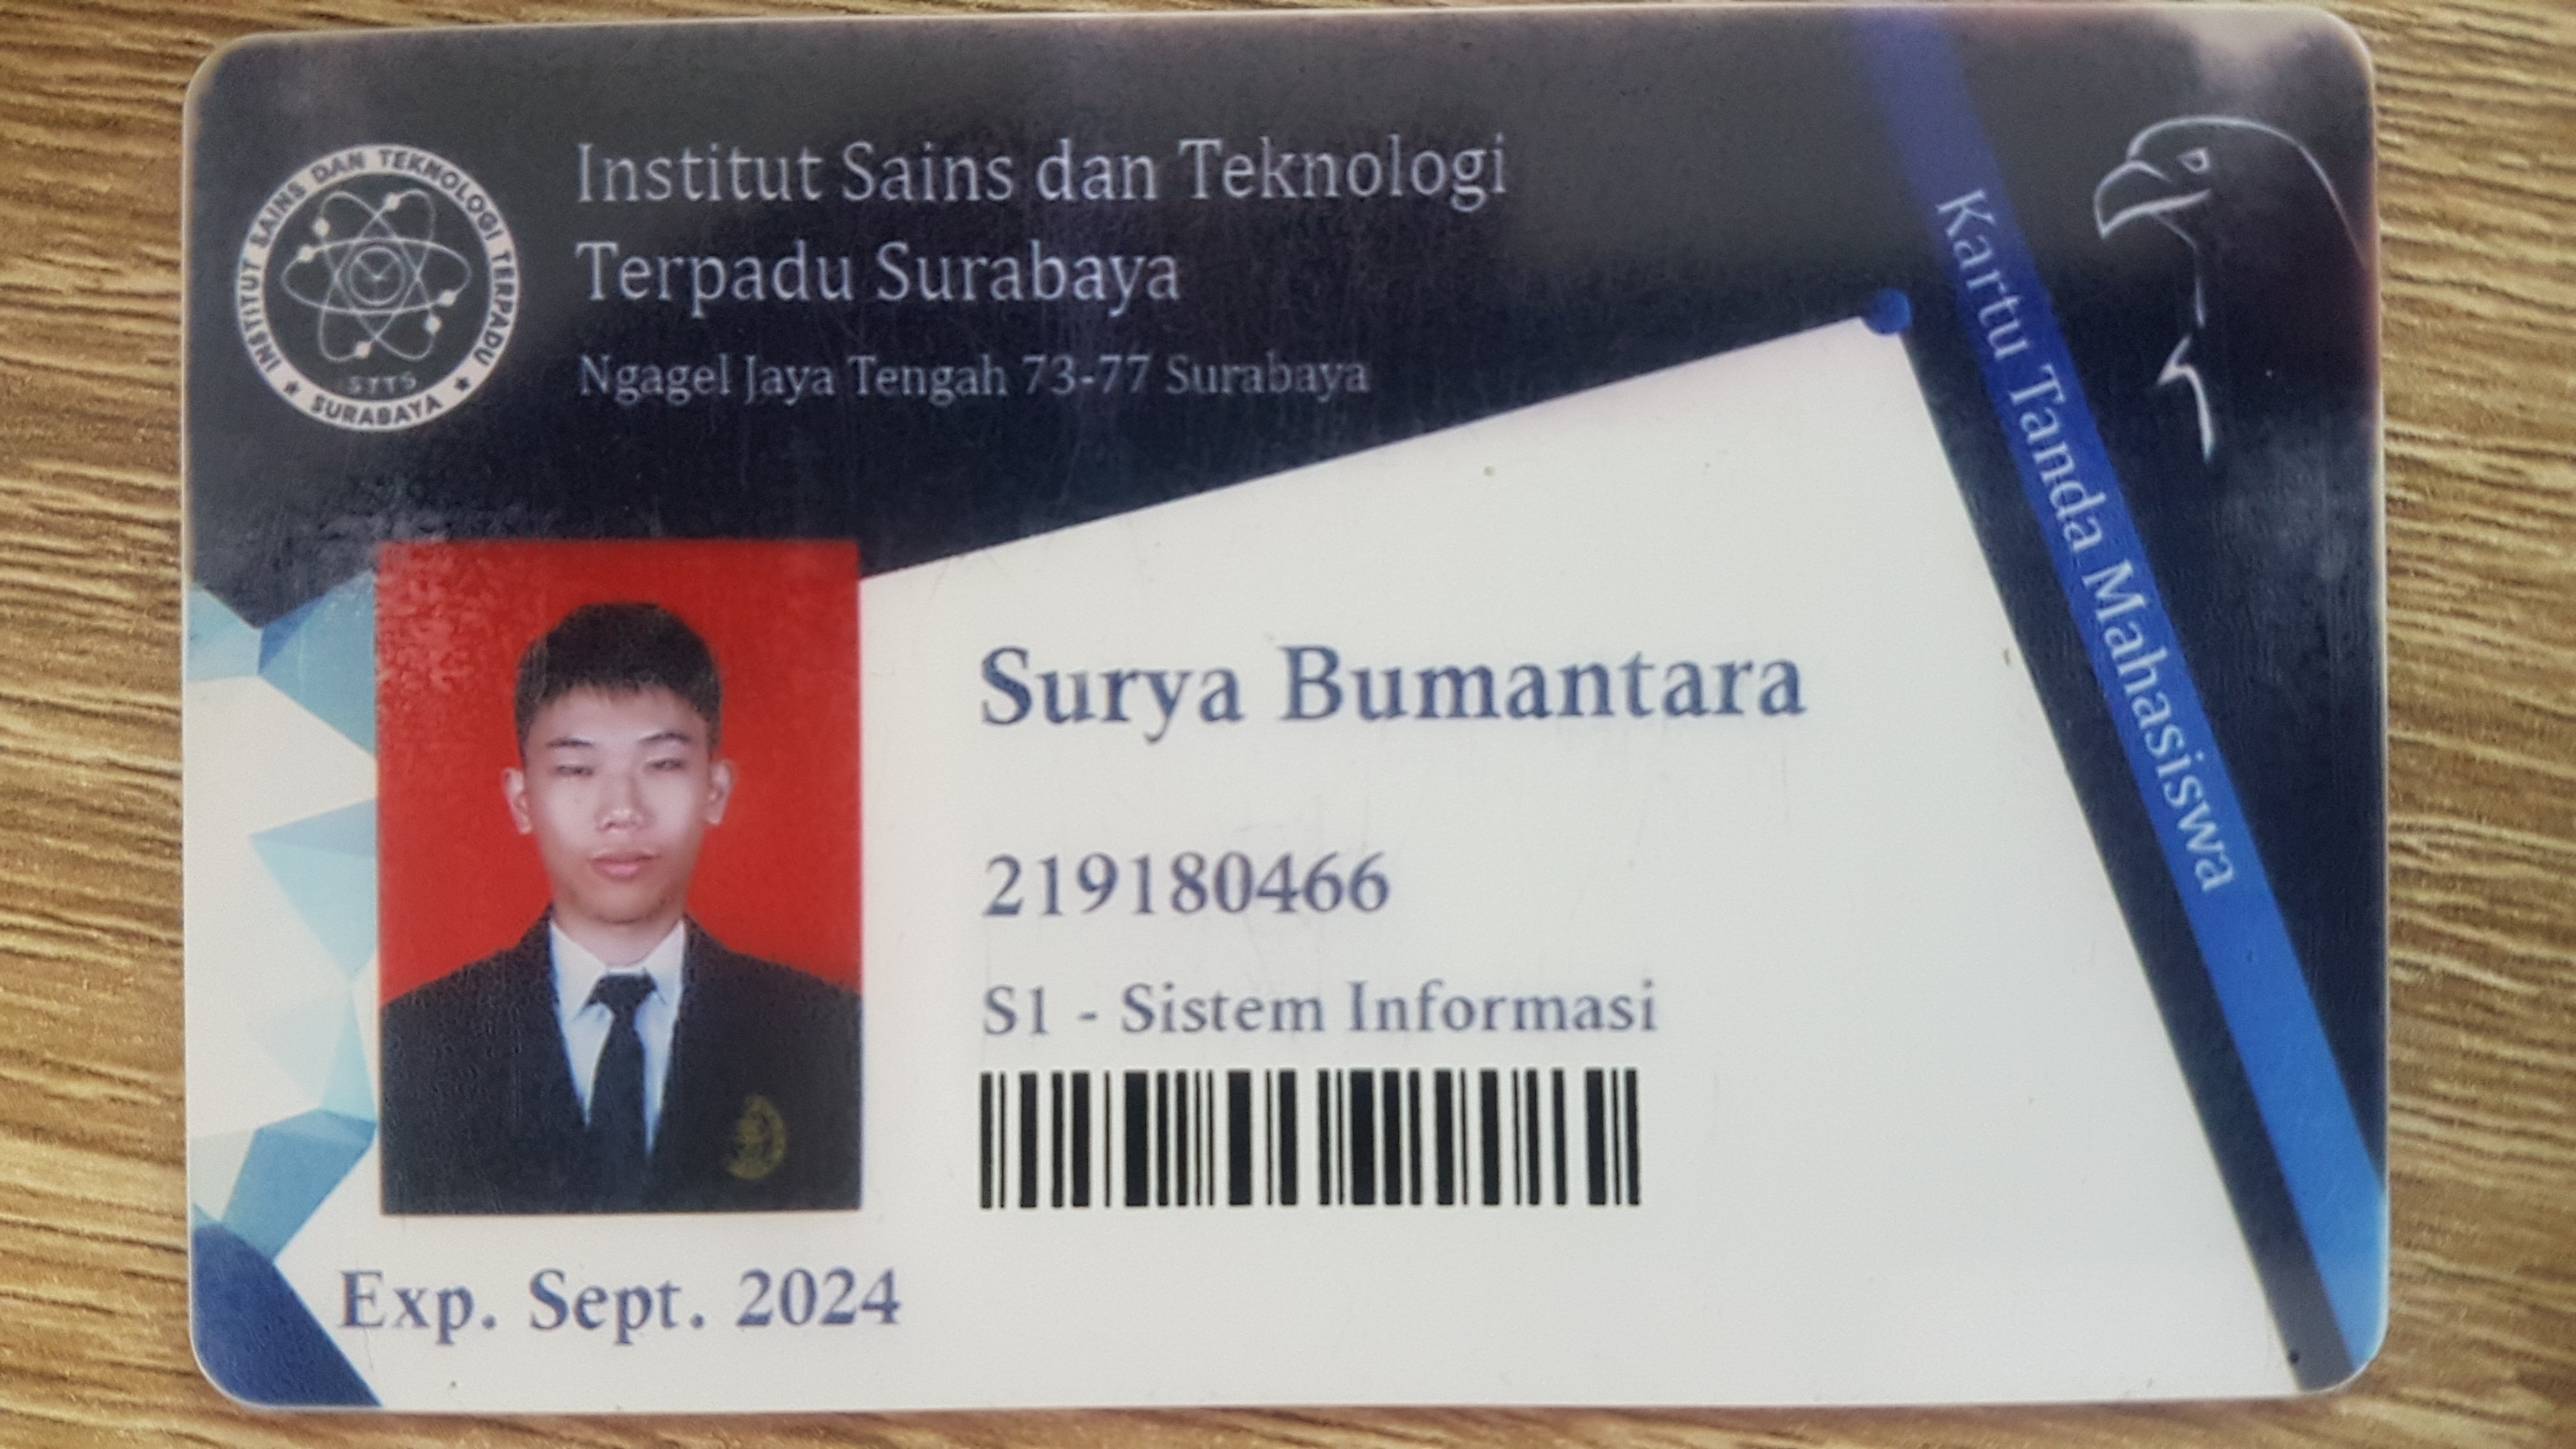 INSTITUT SAINS DAN TEKNOLOGI TERPADU
STTS
★ SURABAYA ★
Institut Sains dan Teknologi
Terpadu Surabaya
Ngagel Jaya Tengah 73-77 Surabaya
Kartu Tanda Mahasiswa
Surya Bumantara
219180466
S1 - Sistem Informasi
Exp. Sept. 2024